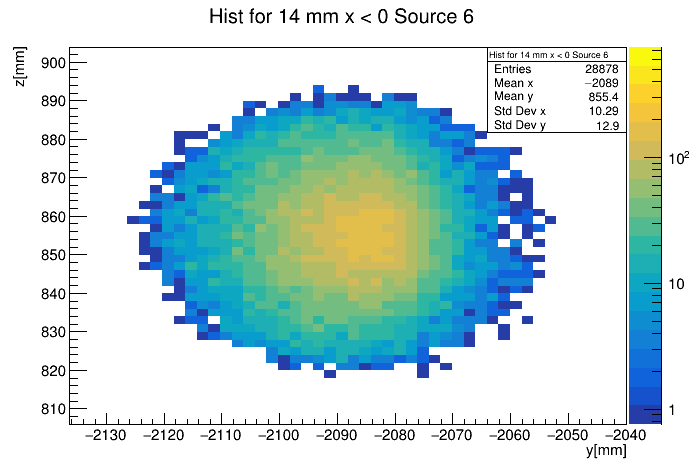 Hist for 14 mm x < 0 Source 6
z[mm]
Hist for 14 mm x < 0 Source 6
Entries 28878
Mean x −2089
Mean y 855.4
Std Dev x 10.29
Std Dev y 12.9
900
890
880
870
860
850
840
830
820
810
10²
10
1
−2130 −2120 −2110 −2100 −2090 −2080 −2070 −2060 −2050 −2040
y[mm]